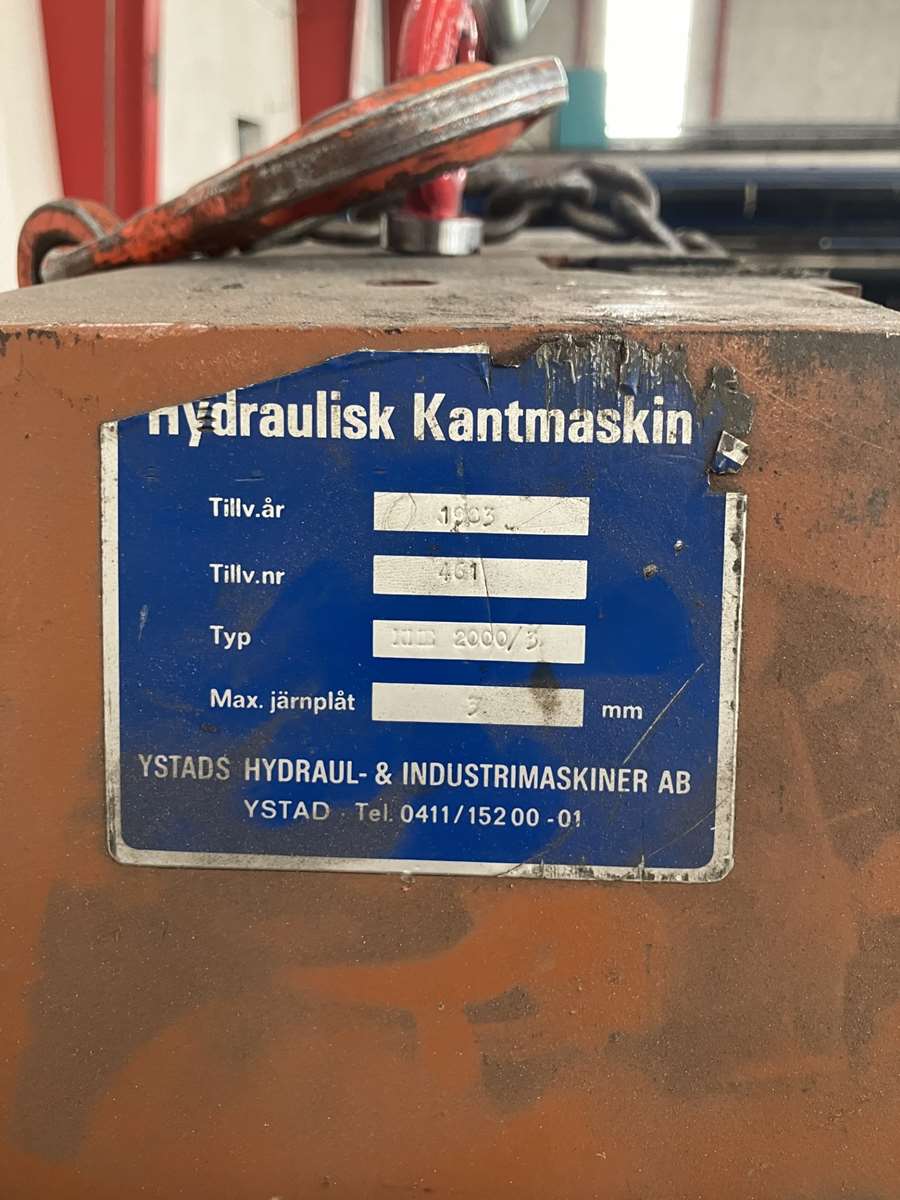 Hydraulisk Kantmaskin
Tillv.år
Tillv.nr 461
Typ 2000/3
Max. järnplåt 3 mm
YSTADS HYDRAUL- & INDUSTRIMASKINER AB
YSTAD · Tel. 0411/152 00 - 01